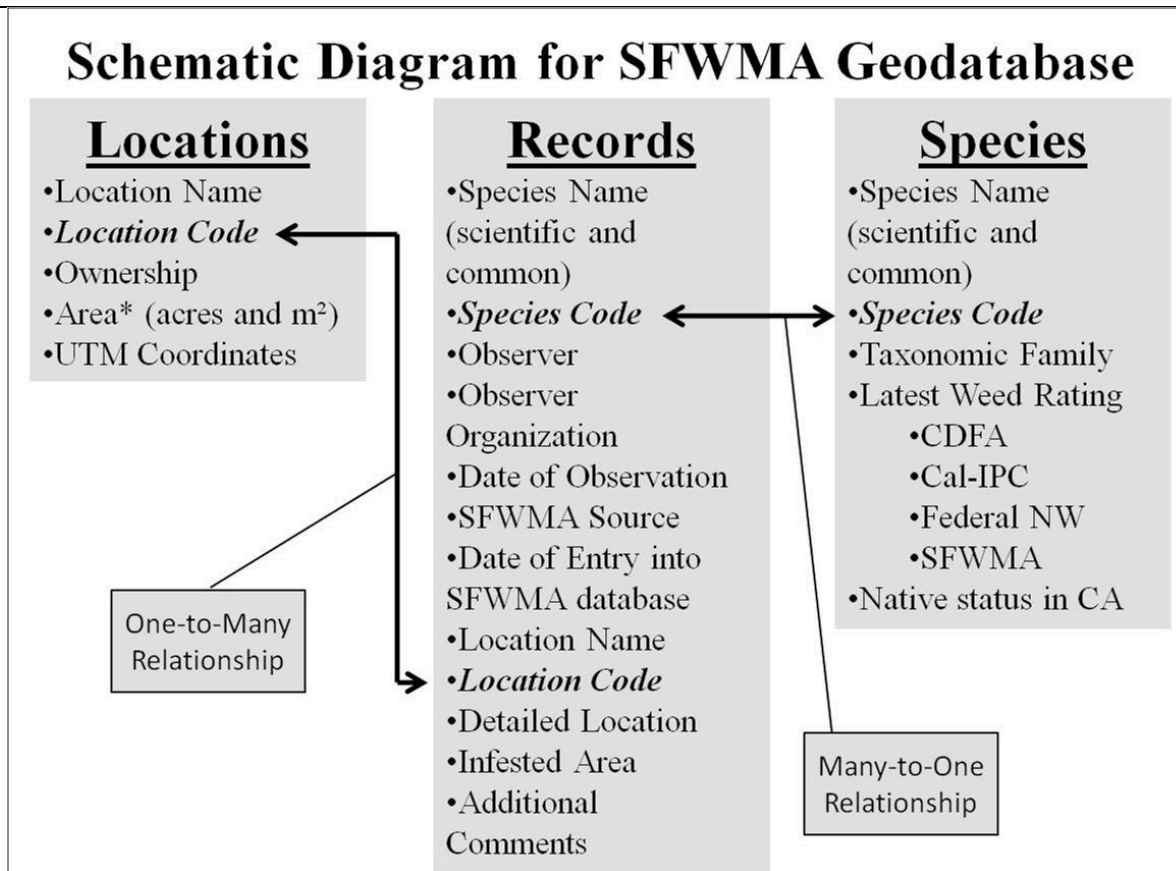 Schematic Diagram for SFWMA Geodatabase
Locations
•Location Name
•Location Code
•Ownership
•Area* (acres and m²)
•UTM Coordinates
One-to-Many
Relationship
Records
•Species Name
(scientific and
common)
•Species Code
•Observer
•Observer
Organization
•Date of Observation
•SFWMA Source
•Date of Entry into
SFWMA database
•Location Name
•Location Code
•Detailed Location
•Infested Area
•Additional
Comments
Species
•Species Name
(scientific and
common)
•Species Code
•Taxonomic Family
•Latest Weed Rating
•CDFA
•Cal-IPC
•Federal NW
•SFWMA
•Native status in CA
Many-to-One
Relationship